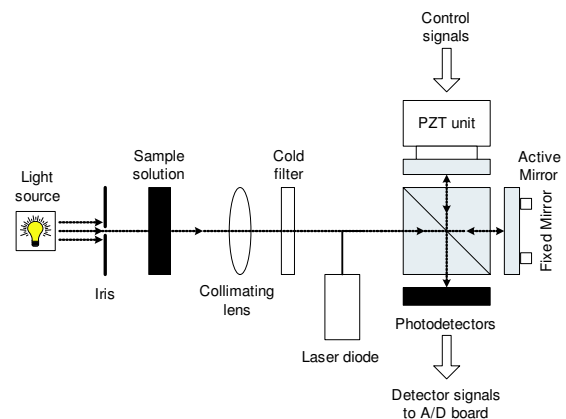 Control
signals
PZT unit
Active
Mirror
Fixed Mirror
Light
source
Sample
solution
Cold
filter
Iris
Collimating
lens
Laser diode
Photodetectors
Detector signals
to A/D board